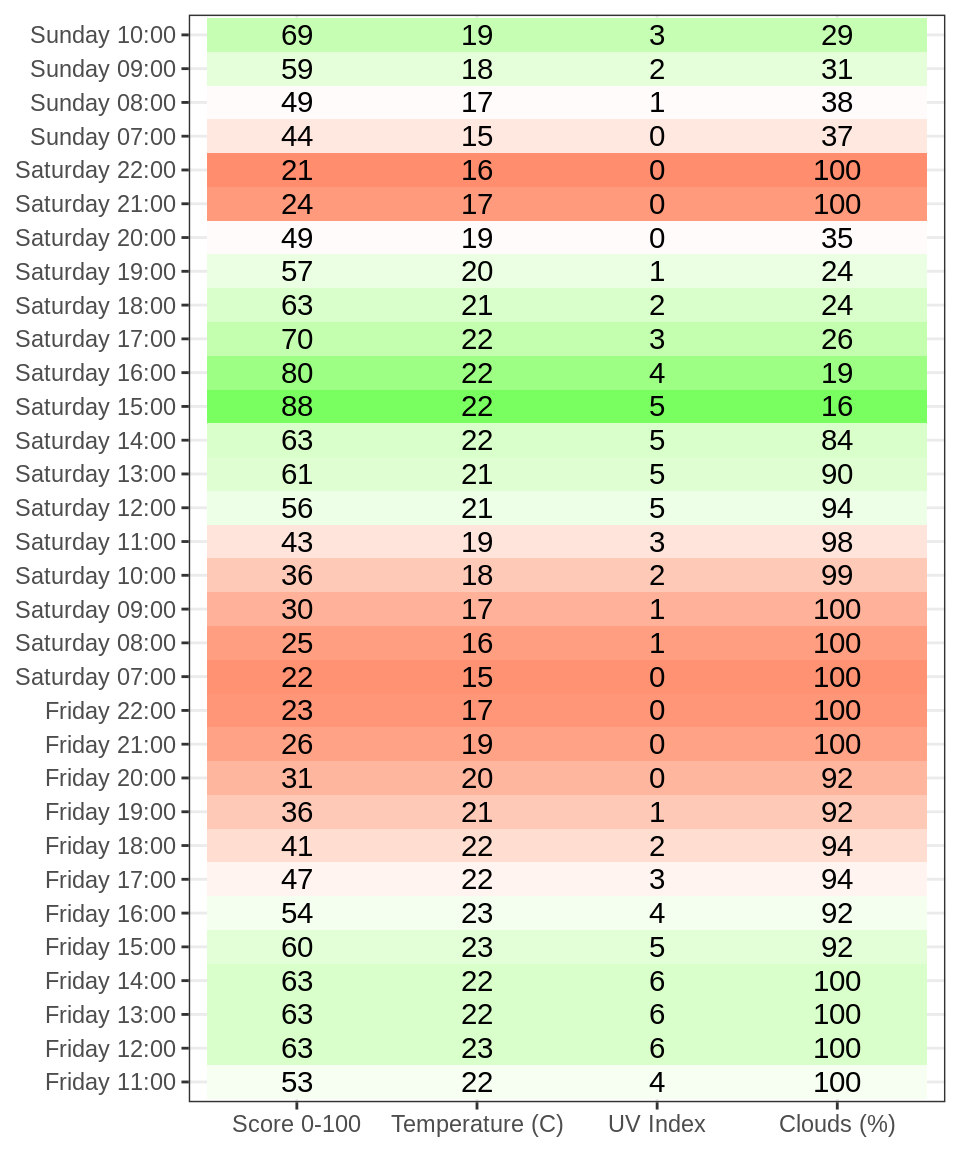 Sunday 10:00 69 19 3 29
Sunday 09:00 59 18 2 31
Sunday 08:00 49 17 1 38
Sunday 07:00 44 15 0 37
Saturday 22:00 21 16 0 100
Saturday 21:00 24 17 0 100
Saturday 20:00 49 19 0 35
Saturday 19:00 57 20 1 24
Saturday 18:00 63 21 2 24
Saturday 17:00 70 22 3 26
Saturday 16:00 80 22 4 19
Saturday 15:00 88 22 5 16
Saturday 14:00 63 22 5 84
Saturday 13:00 61 21 5 90
Saturday 12:00 56 21 5 94
Saturday 11:00 43 19 3 98
Saturday 10:00 36 18 2 99
Saturday 09:00 30 17 1 100
Saturday 08:00 25 16 1 100
Saturday 07:00 22 15 0 100
Friday 22:00 23 17 0 100
Friday 21:00 26 19 0 100
Friday 20:00 31 20 0 92
Friday 19:00 36 21 1 92
Friday 18:00 41 22 2 94
Friday 17:00 47 22 3 94
Friday 16:00 54 23 4 92
Friday 15:00 60 23 5 92
Friday 14:00 63 22 6 100
Friday 13:00 63 22 6 100
Friday 12:00 63 23 6 100
Friday 11:00 53 22 4 100
Score 0-100 Temperature (C) UV Index Clouds (%)